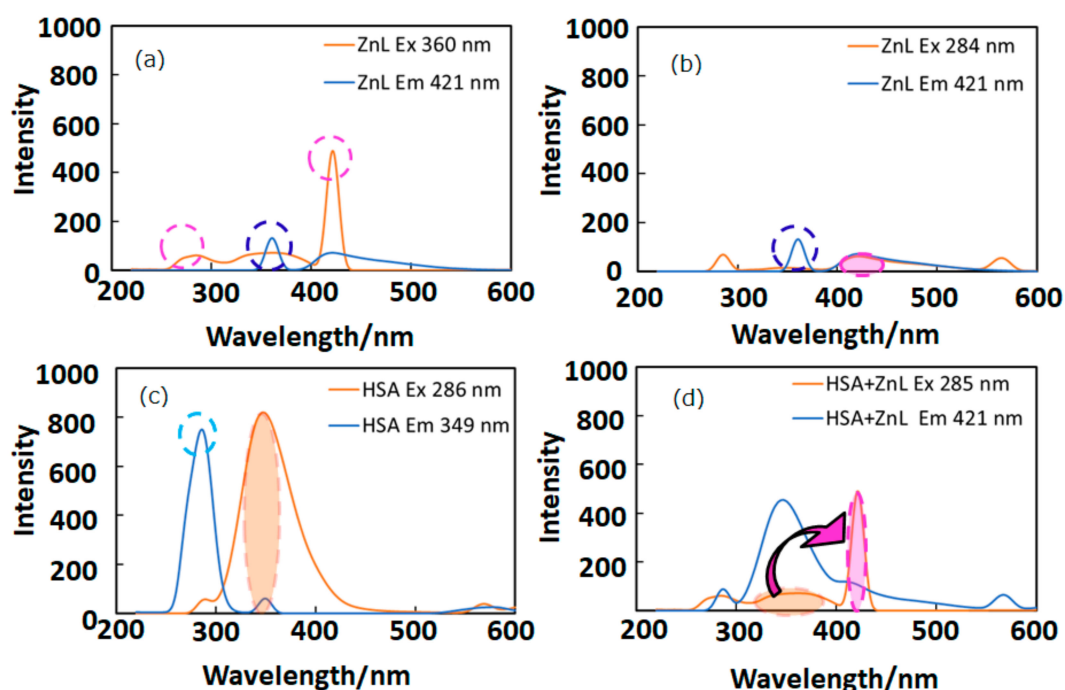 (a)
ZnL Ex 360 nm
ZnL Em 421 nm
Intensity
1000
800
600
400
200
0
200 300 400 500 600
Wavelength/nm
(b)
ZnL Ex 284 nm
ZnL Em 421 nm
Intensity
1000
800
600
400
200
0
200 300 400 500 600
Wavelength/nm
(c)
HSA Ex 286 nm
HSA Em 349 nm
Intensity
1000
800
600
400
200
0
200 300 400 500 600
Wavelength/nm
(d)
HSA+ZnL Ex 285 nm
HSA+ZnL Em 421 nm
Intensity
1000
800
600
400
200
0
200 300 400 500 600
Wavelength/nm